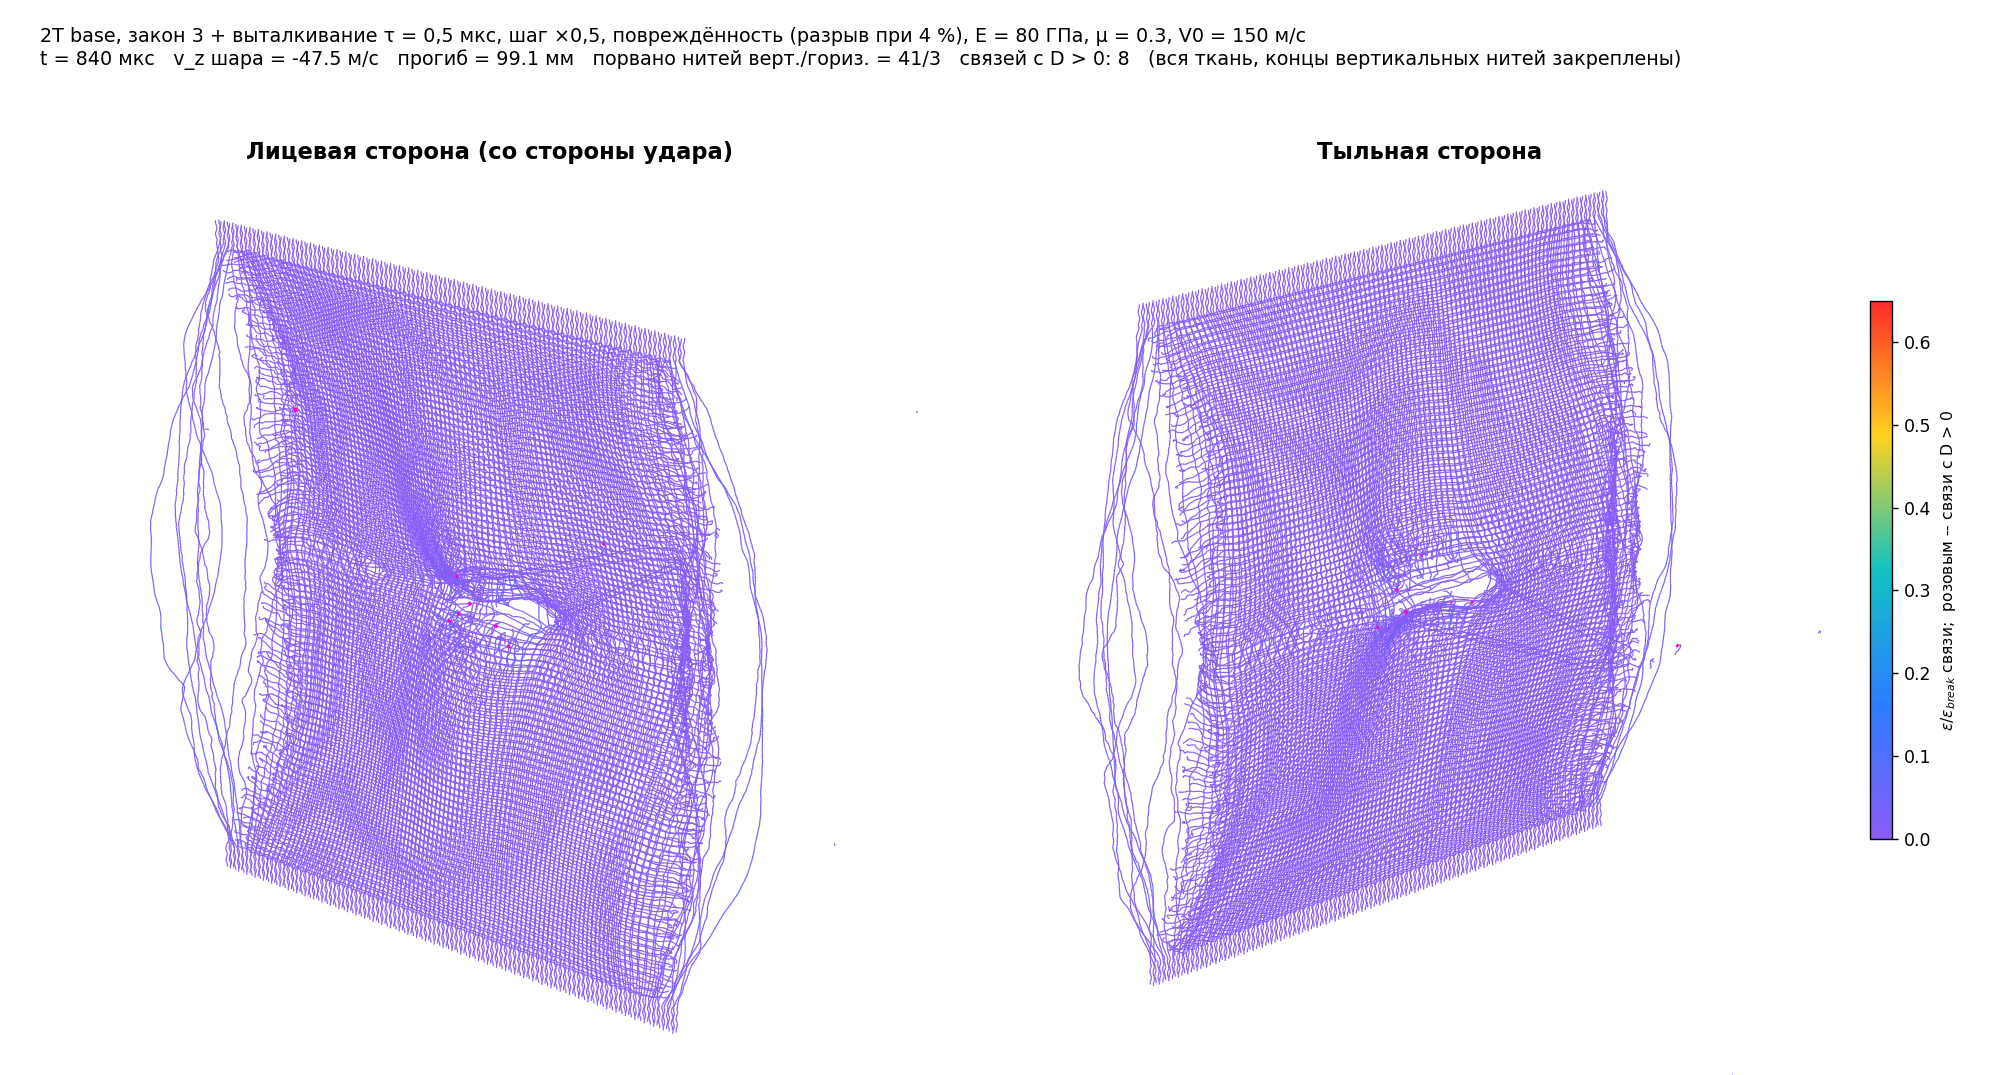 2T base, закон 3 + выталкивание τ = 0,5 мкс, шаг ×0,5, повреждённость (разрыв при 4 %), E = 80 ГПа, μ = 0.3, V0 = 150 м/с
t = 840 мкс   v_z шара = -47.5 м/с   прогиб = 99.1 мм   порвано нитей верт./гориз. = 41/3   связей с D > 0: 8   (вся ткань, концы вертикальных нитей закреплены)
Лицевая сторона (со стороны удара)
Тыльная сторона
0.6
0.5
0.4
0.3
0.2
0.1
0.0
ε/ε_break связи;  розовым -- связи с D > 0